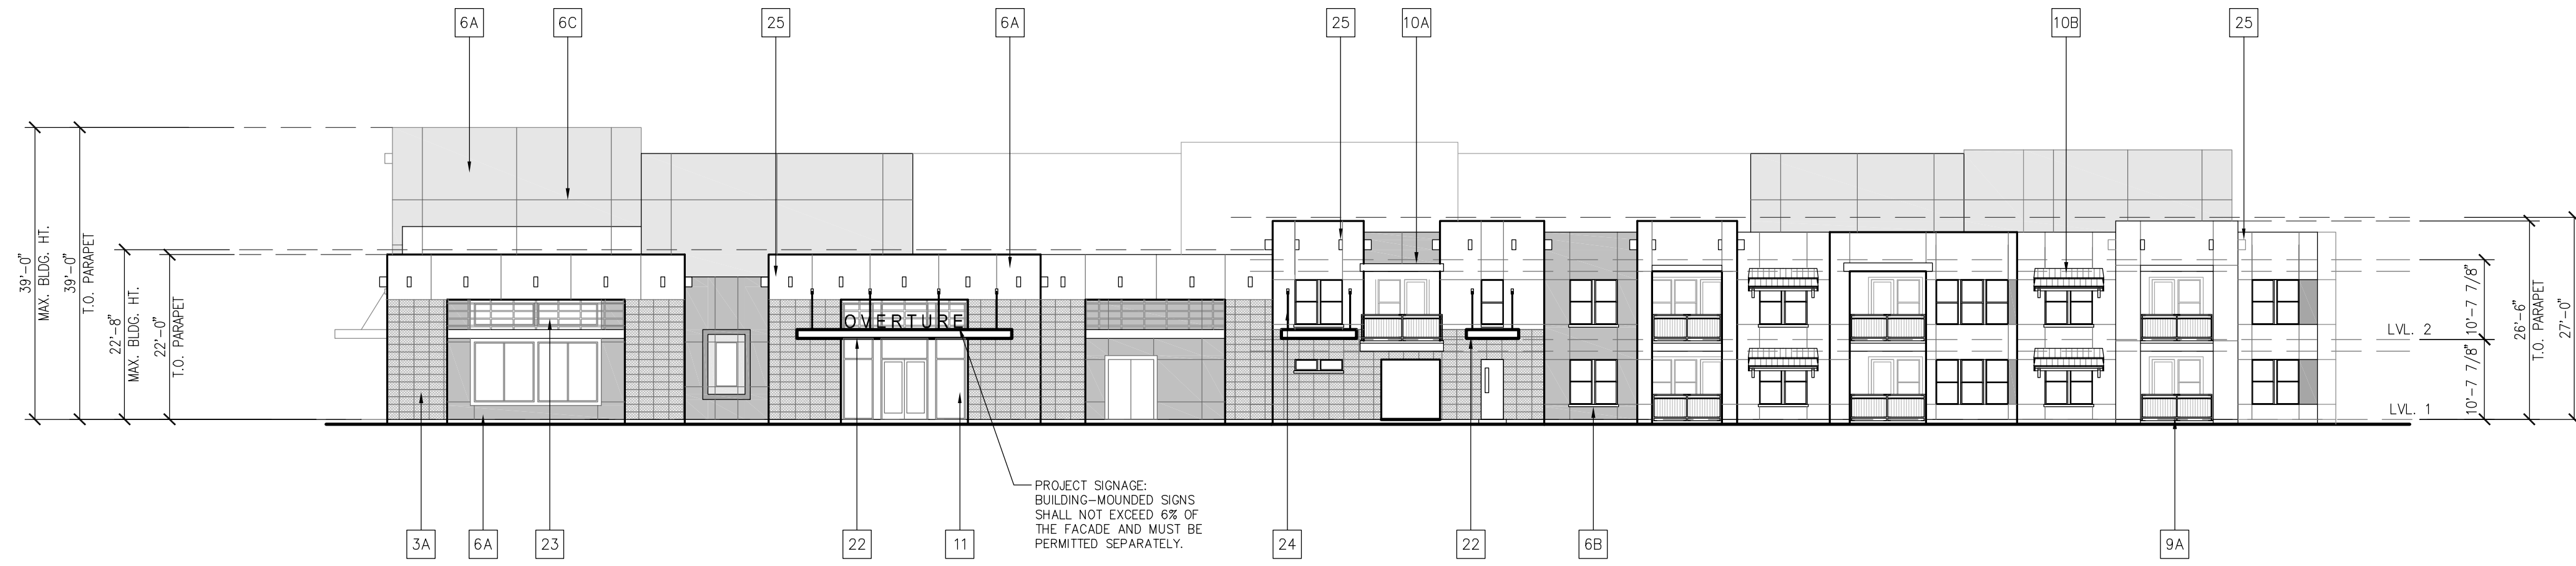 6A
6C
25
6A
25
10A
10B
25
39'-0"
MAX. BLDG. HT.
39'-0"
T.O. PARAPET
22'-8"
MAX. BLDG. HT.
22'-0"
T.O. PARAPET
OVERTURE
LVL. 2
LVL. 1
10'-7 7/8"
10'-7 7/8"
26'-6"
T.O. PARAPET
27'-0"
PROJECT SIGNAGE:
BUILDING-MOUNDED SIGNS
SHALL NOT EXCEED 6% OF
THE FACADE AND MUST BE
PERMITTED SEPARATELY.
3A
6A
23
22
11
24
22
6B
9A